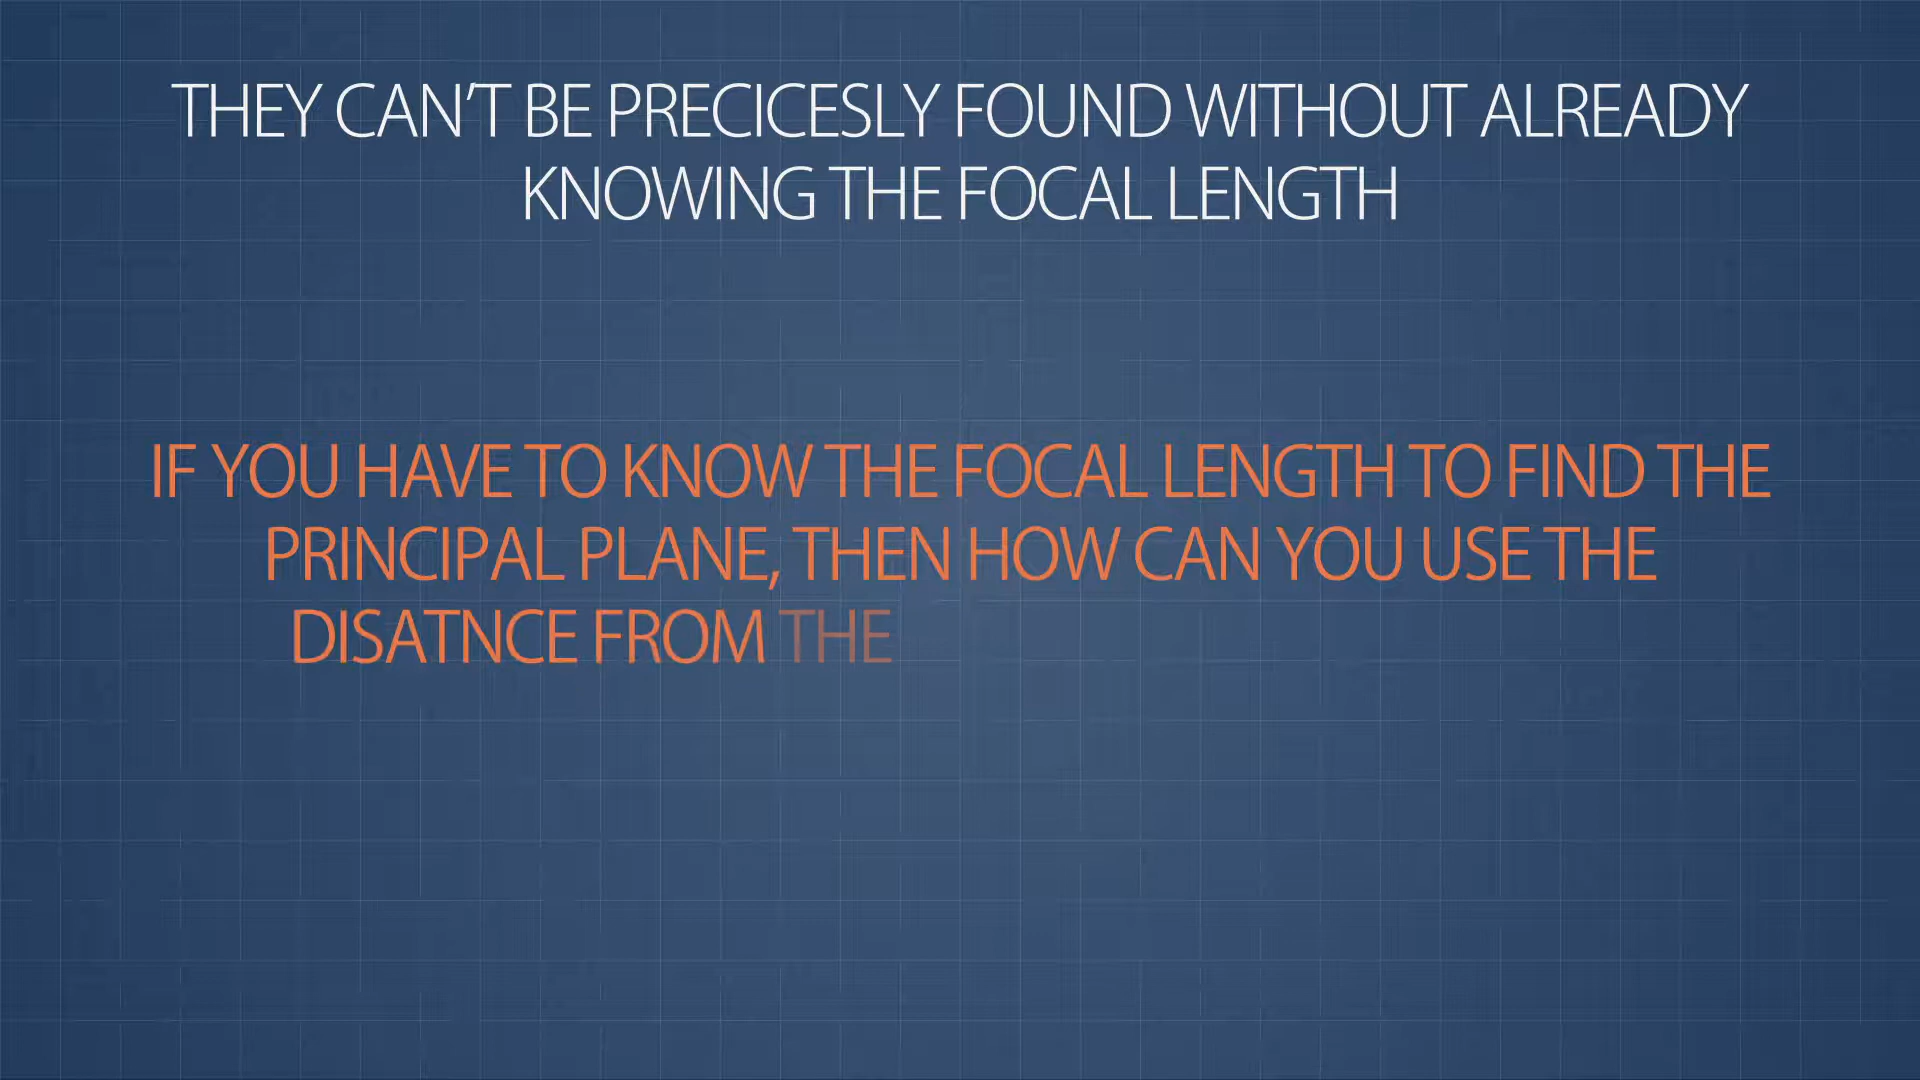 THEY CAN'T BE PRECICESLY FOUND WITHOUT ALREADY
KNOWING THE FOCAL LENGTH
IF YOU HAVE TO KNOW THE FOCAL LENGTH TO FIND THE
PRINCIPAL PLANE, THEN HOW CAN YOU USE THE
DISATNCE FROM THE